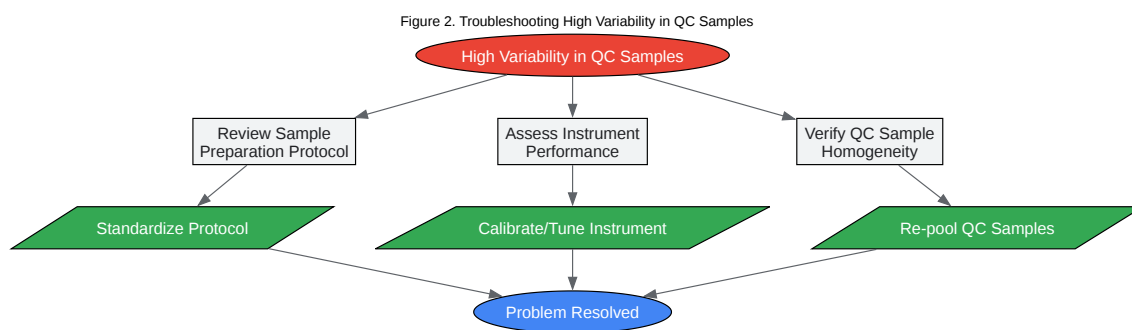 Figure 2. Troubleshooting High Variability in QC Samples
High Variability in QC Samples
Review Sample
Preparation Protocol
Assess Instrument
Performance
Verify QC Sample
Homogeneity
Standardize Protocol
Calibrate/Tune Instrument
Re-pool QC Samples
Problem Resolved